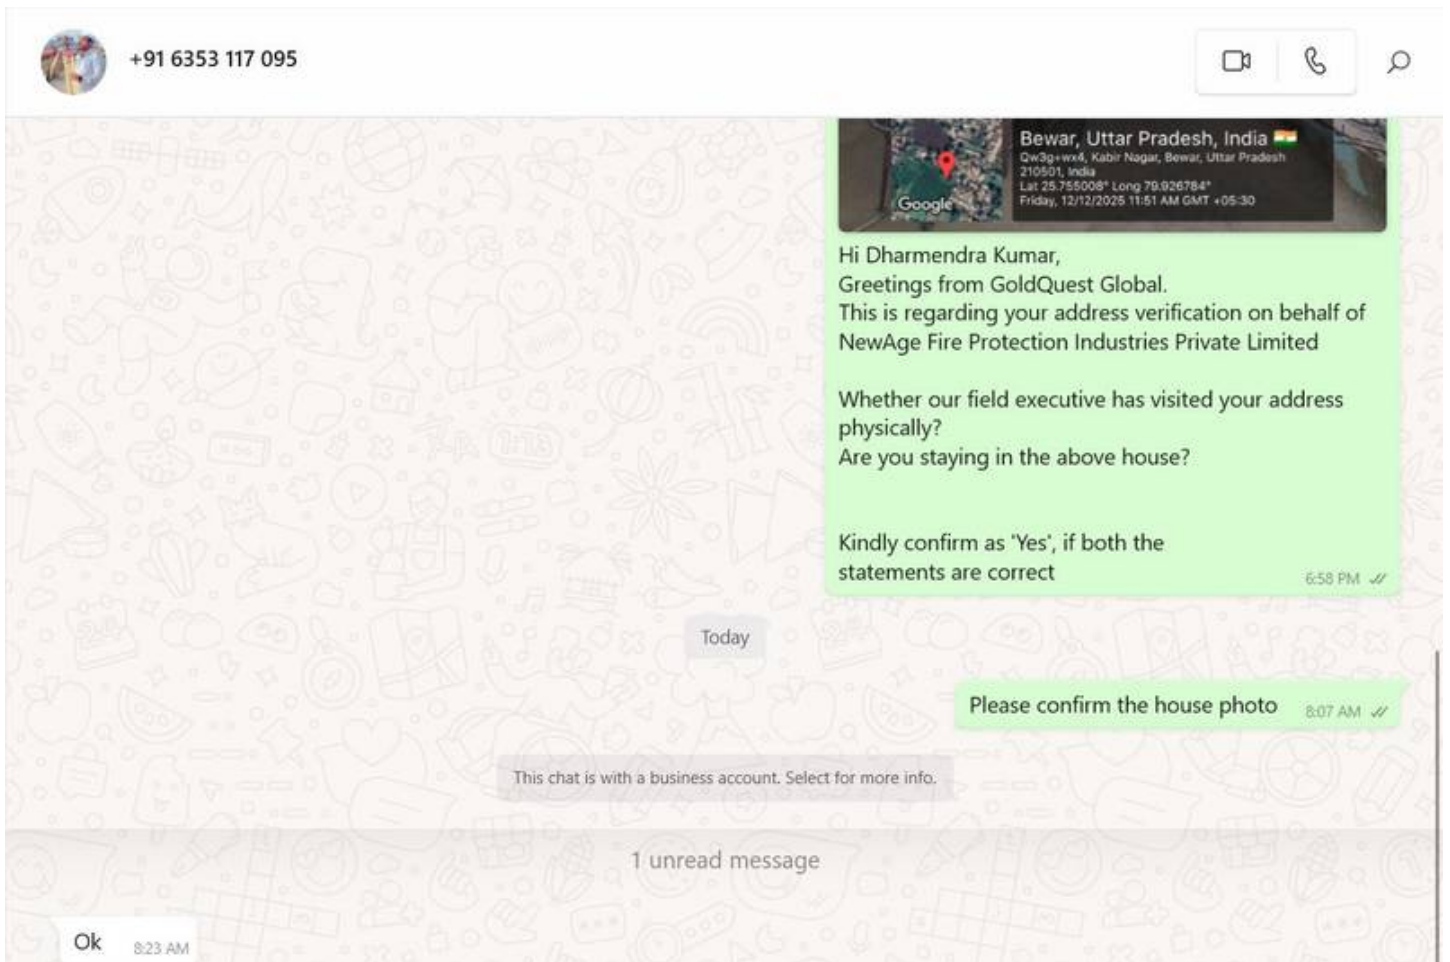 +91 6353 117 095
Bewar, Uttar Pradesh, India
Qw3g+wx4, Kabir Nagar, Bewar, Uttar Pradesh
210501, India
Lat 25.755008° Long 79.926784°
Friday, 12/12/2025 11:51 AM GMT +05:30
Google
Hi Dharmendra Kumar,
Greetings from GoldQuest Global.
This is regarding your address verification on behalf of
NewAge Fire Protection Industries Private Limited
Whether our field executive has visited your address
physically?
Are you staying in the above house?
Kindly confirm as 'Yes', if both the
statements are correct
6:58 PM
Today
Please confirm the house photo
8:07 AM
This chat is with a business account. Select for more info.
1 unread message
Ok
8:23 AM